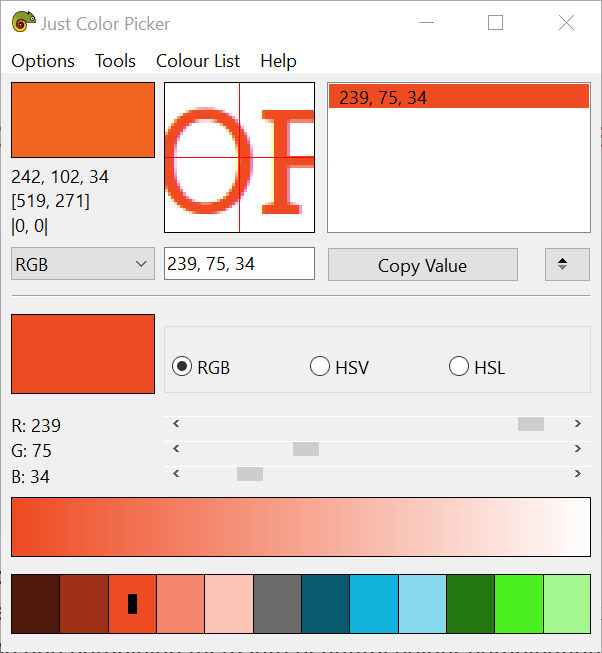 Just Color Picker
Options Tools Colour List Help
239, 75, 34
242, 102, 34
[519, 271]
|0, 0|
RGB
239, 75, 34
Copy Value
RGB HSV HSL
R: 239
G: 75
B: 34